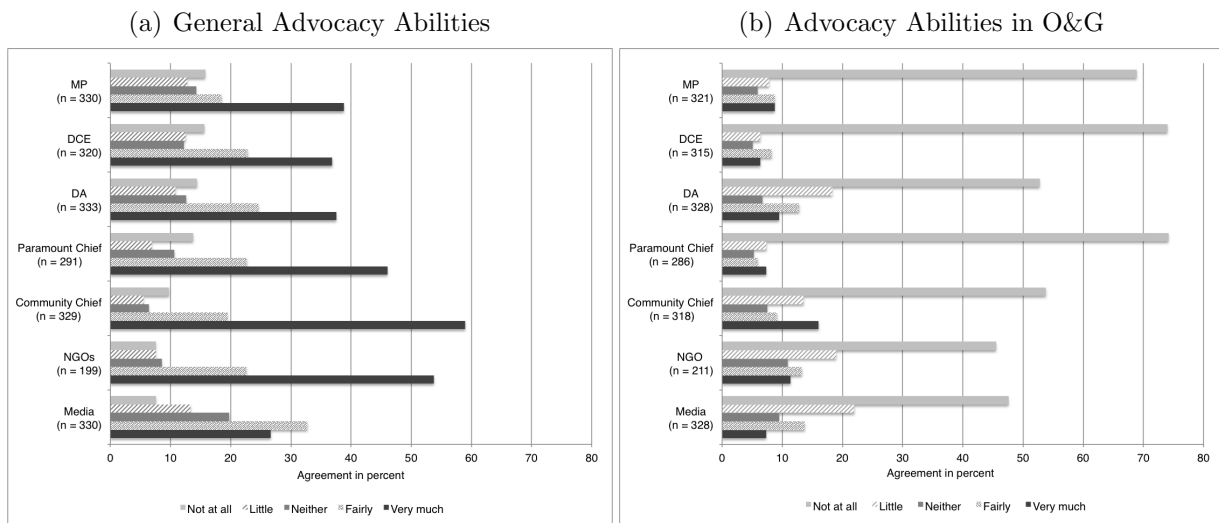 (a) General Advocacy Abilities
MP
(n = 330)
DCE
(n = 320)
DA
(n = 333)
Paramount Chief
(n = 291)
Community Chief
(n = 329)
NGOs
(n = 199)
Media
(n = 330)
0 10 20 30 40 50 60 70 80
Agreement in percent
Not at all Little Neither Fairly Very much
(b) Advocacy Abilities in O&G
MP
(n = 321)
DCE
(n = 315)
DA
(n = 328)
Paramount Chief
(n = 286)
Community Chief
(n = 318)
NGO
(n = 211)
Media
(n = 328)
0 10 20 30 40 50 60 70 80
Agreement in percent
Not at all Little Neither Fairly Very much